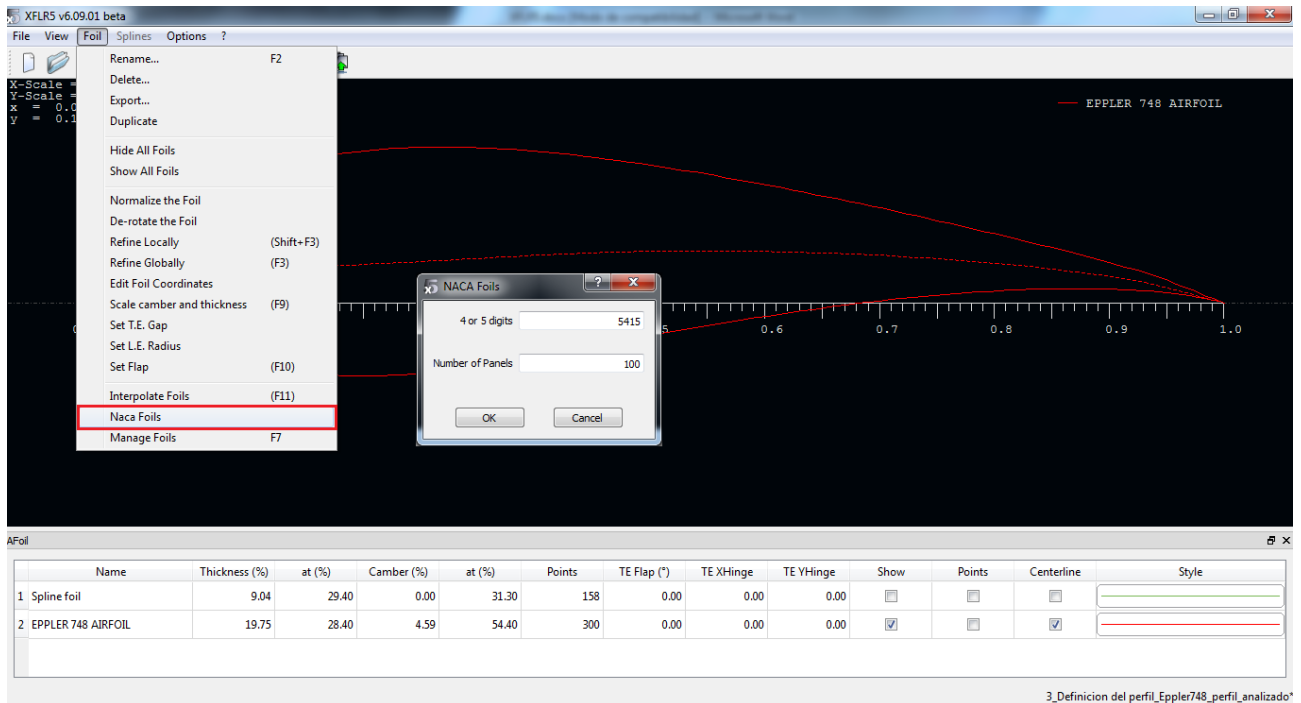 XFLR5 v6.09.01 beta
File View Foil Splines Options ?
Rename... F2
Delete...
Export...
Duplicate
Hide All Foils
Show All Foils
Normalize the Foil
De-rotate the Foil
Refine Locally (Shift+F3)
Refine Globally (F3)
Edit Foil Coordinates
Scale camber and thickness (F9)
Set T.E. Gap
Set L.E. Radius
Set Flap (F10)
Interpolate Foils (F11)
Naca Foils
Manage Foils F7
X-Scale =
Y-Scale =
x = 0.0
y = 0.1
EPPLER 748 AIRFOIL
NACA Foils
4 or 5 digits 5415
Number of Panels 100
OK Cancel
0.6 0.7 0.8 0.9 1.0
AFoil
Name Thickness (%) at (%) Camber (%) at (%) Points TE Flap (°) TE XHinge TE YHinge Show Points Centerline Style
1 Spline foil 9.04 29.40 0.00 31.30 158 0.00 0.00 0.00
2 EPPLER 748 AIRFOIL 19.75 28.40 4.59 54.40 300 0.00 0.00 0.00
3_Definicion del perfil_Eppler748_perfil_analizado*